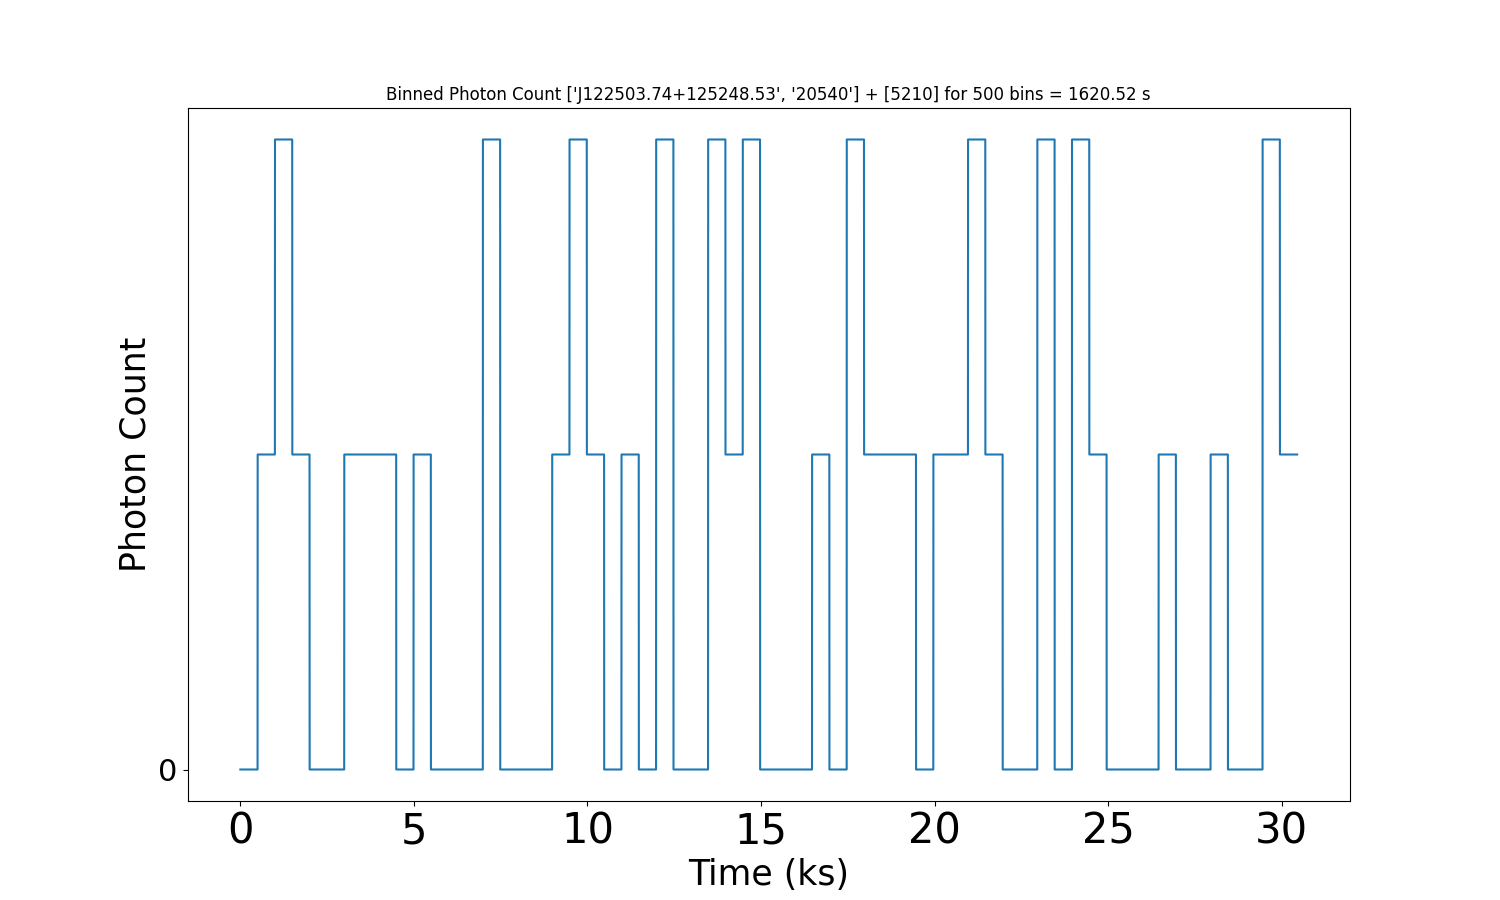 Binned Photon Count ['J122503.74+125248.53', '20540'] + [5210] for 500 bins = 1620.52 s
Photon Count
0
0 5 10 15 20 25 30
Time (ks)